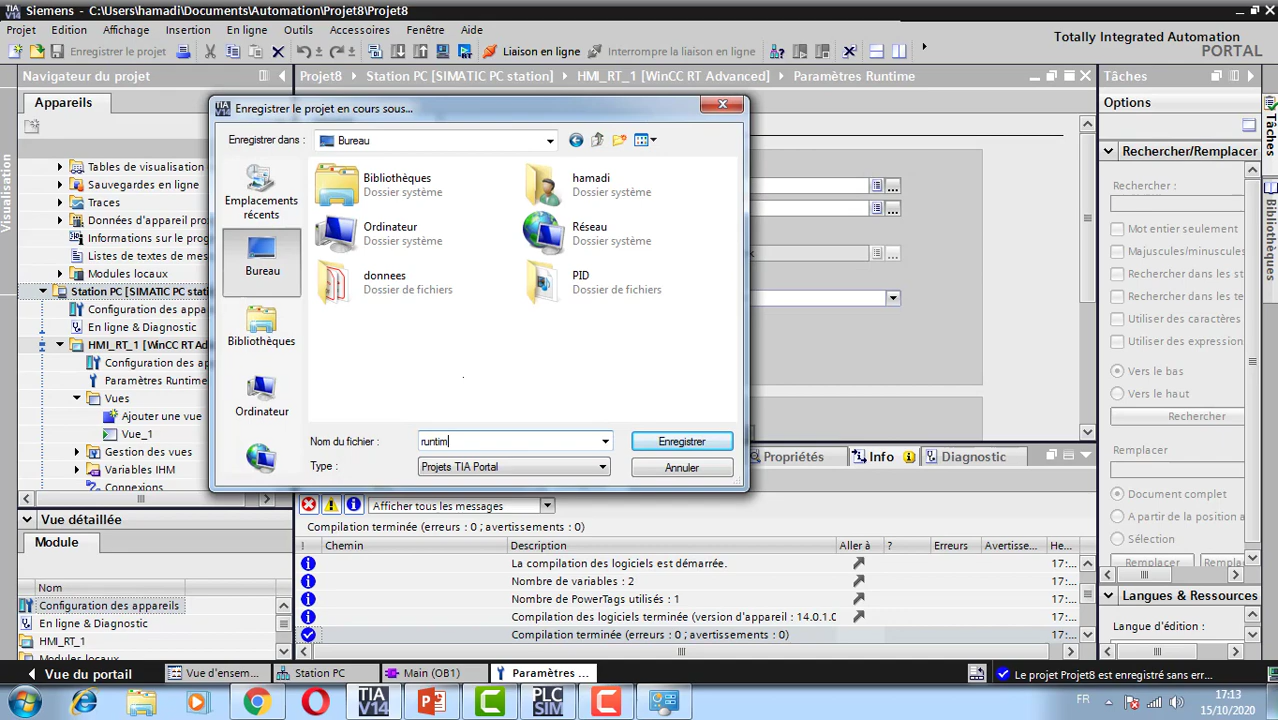 Siemens - C:\Users\hamadi\Documents\Automation\Projet8\Projet8
Projet Edition Affichage Insertion En ligne Outils Accessoires Fenêtre Aide
Totally Integrated Automation
PORTAL
Enregistrer le projet
Liaison en ligne
Interrompre la liaison en ligne
Navigateur du projet
Projet8 Station PC [SIMATIC PC station] HMI_RT_1 [WinCC RT Advanced] Paramètres Runtime
Tâches
Appareils
Options
Visualisation
Tables de visualisation
Sauvegardes en ligne
Traces
Données d'appareil pro
Informations sur le prog
Listes de textes de mes
Modules locaux
Station PC [SIMATIC PC stati
Configuration des appa
En ligne & Diagnostic
HMI_RT_1 [WinCC RT Ad
Configuration des ap
Paramètres Runtime
Vues
Ajouter une vue
Vue_1
Gestion des vues
Variables IHM
Connexions
Enregistrer le projet en cours sous...
Enregistrer dans :
Bureau
Emplacements
récents
Bureau
Bibliothèques
Ordinateur
Bibliothèques
Dossier système
hamadi
Dossier système
Ordinateur
Dossier système
Réseau
Dossier système
donnees
Dossier de fichiers
PID
Dossier de fichiers
Nom du fichier :
runtim
Enregistrer
Type :
Projets TIA Portal
Annuler
Rechercher/Remplacer
Rechercher :
Mot entier seulement
Majuscules/minuscules
Rechercher dans les st
Rechercher dans les te
Utiliser des caractères
Utiliser des expression
Vers le bas
Vers le haut
Rechercher
Remplacer
Document complet
A partir de la position a
Sélection
Remplacer
Langues & Ressources
Langue d'édition :
Tâches
Bibliothèques
Propriétés
Info
Diagnostic
Afficher tous les messages
Compilation terminée (erreurs : 0 ; avertissements : 0)
! Chemin Description Aller à ? Erreurs Avertisse... He...
La compilation des logiciels est démarrée. 17:...
Nombre de variables : 2 17:...
Nombre de PowerTags utilisés : 1 17:...
Compilation des logiciels terminée (version d'appareil : 14.0.1.0 17:...
Compilation terminée (erreurs : 0 ; avertissements : 0) 17:...
Vue détaillée
Module
Nom
Configuration des appareils
En ligne & Diagnostic
HMI_RT_1
Modules locaux
Vue du portail
Vue d'ensem...
Station PC
Main (OB1)
Paramètres ...
Le projet Projet8 est enregistré sans err...
TIA
V14
PLC
SIM
FR
17:13
15/10/2020